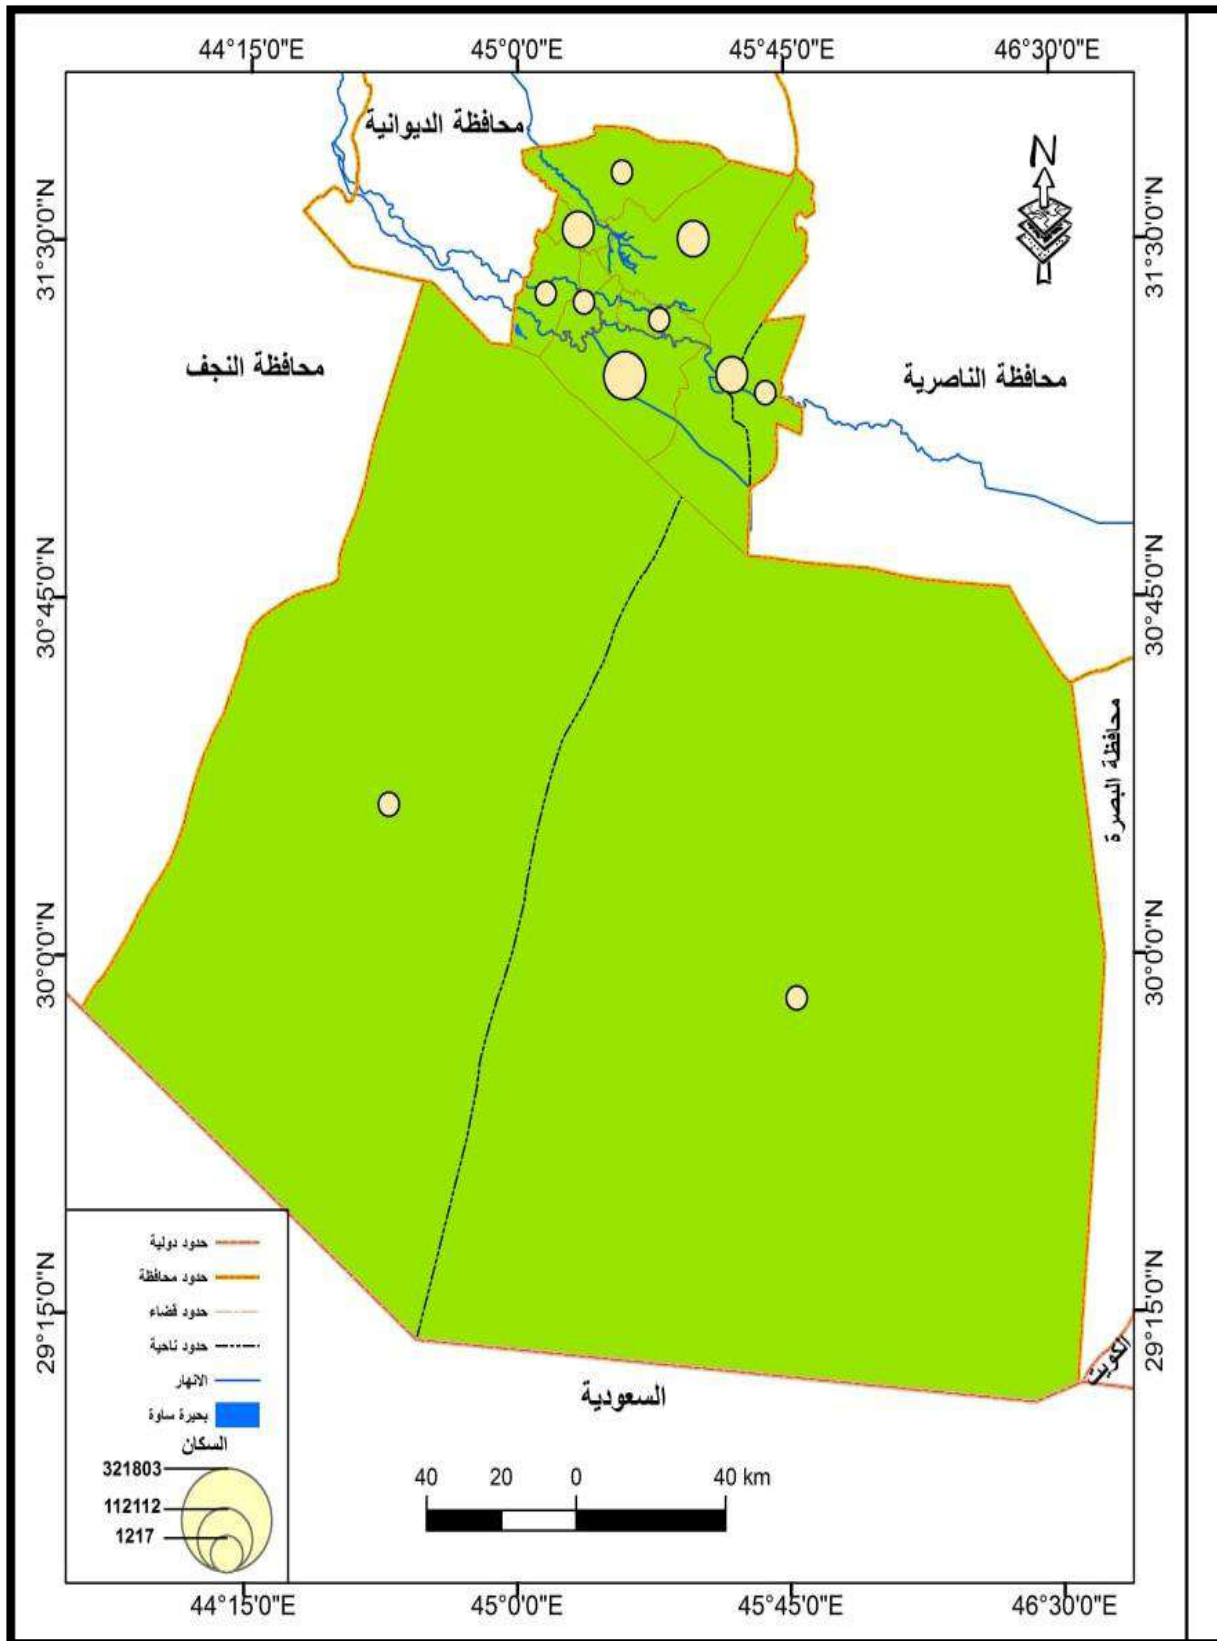 44°15'0"E 45°0'0"E 45°45'0"E 46°30'0"E
محافظة الديوانية
N
31°30'0"N
31°30'0"N
محافظة النجف
محافظة الناصرية
30°45'0"N
30°45'0"N
محافظة البصرة
30°0'0"N
30°0'0"N
29°15'0"N
29°15'0"N
الكويت
السعودية
حدود دولية
حدود محافظة
حدود قضاء
حدود ناحية
الانهار
بحيرة ساوة
السكان
321803
112112
1217
40 20 0 40 km
44°15'0"E 45°0'0"E 45°45'0"E 46°30'0"E